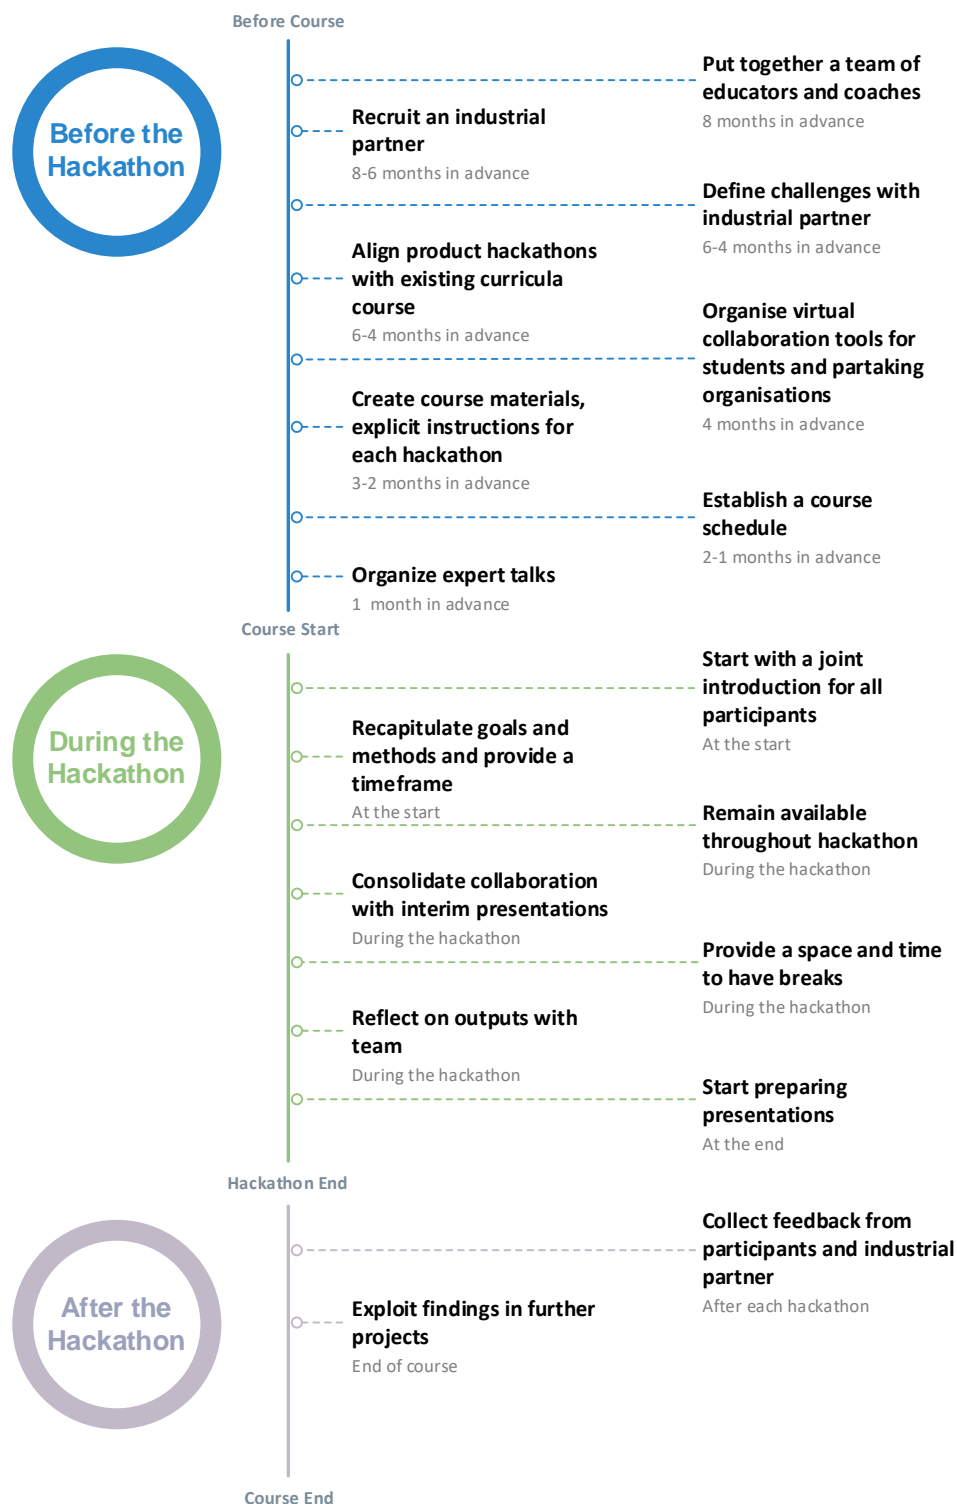 Before Course
Before the
Hackathon
Put together a team of
educators and coaches
8 months in advance
Recruit an industrial
partner
8-6 months in advance
Define challenges with
industrial partner
6-4 months in advance
Align product hackathons
with existing curricula
course
6-4 months in advance
Organise virtual
collaboration tools for
students and partaking
organisations
4 months in advance
Create course materials,
explicit instructions for
each hackathon
3-2 months in advance
Establish a course
schedule
2-1 months in advance
Organize expert talks
1 month in advance
Course Start
During the
Hackathon
Start with a joint
introduction for all
participants
At the start
Recapitulate goals and
methods and provide a
timeframe
At the start
Remain available
throughout hackathon
During the hackathon
Consolidate collaboration
with interim presentations
During the hackathon
Provide a space and time
to have breaks
During the hackathon
Reflect on outputs with
team
During the hackathon
Start preparing
presentations
At the end
Hackathon End
After the
Hackathon
Collect feedback from
participants and industrial
partner
After each hackathon
Exploit findings in further
projects
End of course
Course End